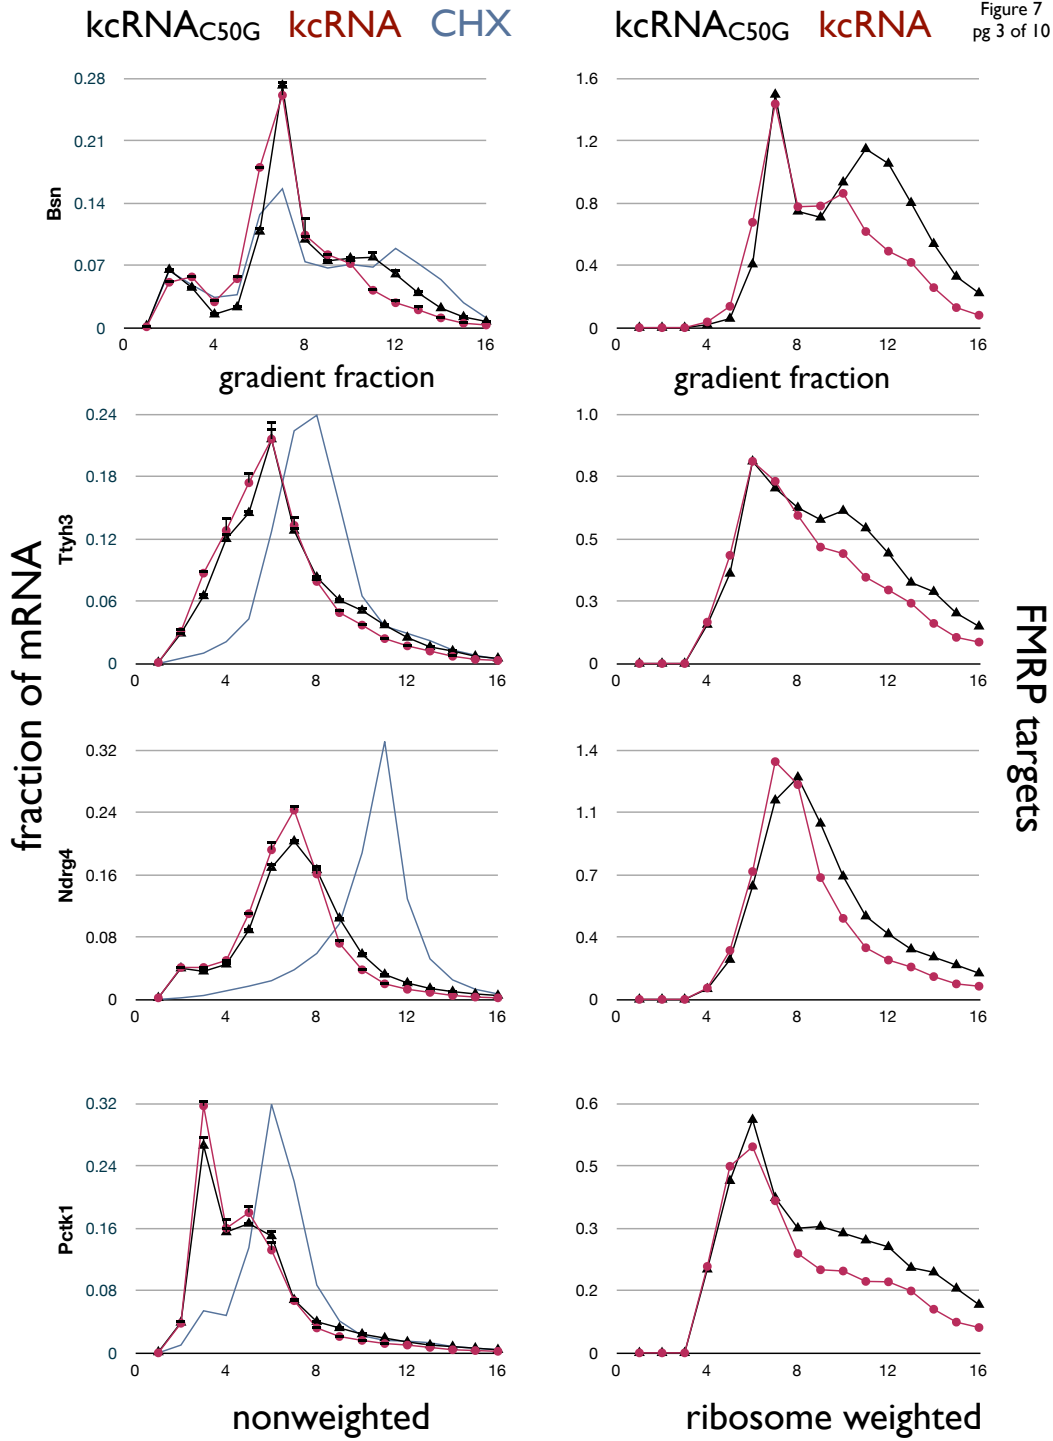 kcRNAC50G kcRNA CHX kcRNAC50G kcRNA
Figure 7
pg 3 of 10
0.28
0.21
0.14
0.07
0
0 4 8 12 16
Bsn
gradient fraction
1.6
1.2
0.8
0.4
0
0 4 8 12 16
gradient fraction
fraction of mRNA
0.24
0.18
0.12
0.06
0
0 4 8 12 16
Ttyh3
1.0
0.8
0.5
0.3
0
0 4 8 12 16
FMRP targets
0.32
0.24
0.16
0.08
0
0 4 8 12 16
Ndrg4
1.4
1.1
0.7
0.4
0
0 4 8 12 16
0.32
0.24
0.16
0.08
0
0 4 8 12 16
Pctk1
0.6
0.5
0.3
0.2
0
0 4 8 12 16
nonweighted
ribosome weighted